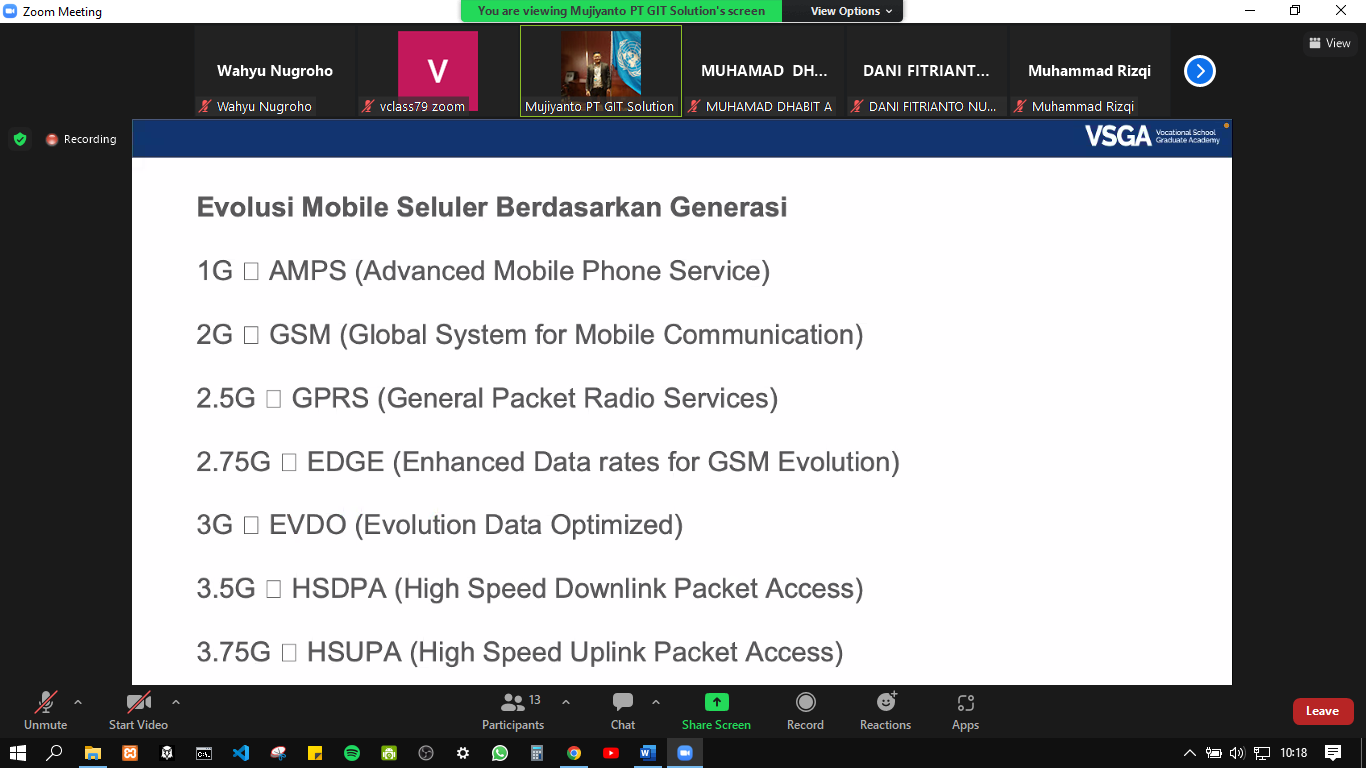 Zoom Meeting
You are viewing Mujiyanto PT GIT Solution's screen
View Options
View
Wahyu Nugroho
Wahyu Nugroho
V
vclass79 zoom
Mujiyanto PT GIT Solution
MUHAMAD DH...
MUHAMAD DHABIT A
DANI FITRIANT...
DANI FITRIANTO NU...
Muhammad Rizqi
Muhammad Rizqi
Recording
VSGA Vocational School
Graduate Academy
Evolusi Mobile Seluler Berdasarkan Generasi
1G □ AMPS (Advanced Mobile Phone Service)
2G □ GSM (Global System for Mobile Communication)
2.5G □ GPRS (General Packet Radio Services)
2.75G □ EDGE (Enhanced Data rates for GSM Evolution)
3G □ EVDO (Evolution Data Optimized)
3.5G □ HSDPA (High Speed Downlink Packet Access)
3.75G □ HSUPA (High Speed Uplink Packet Access)
Unmute
Start Video
13
Participants
Chat
Share Screen
Record
Reactions
Apps
Leave
10:18